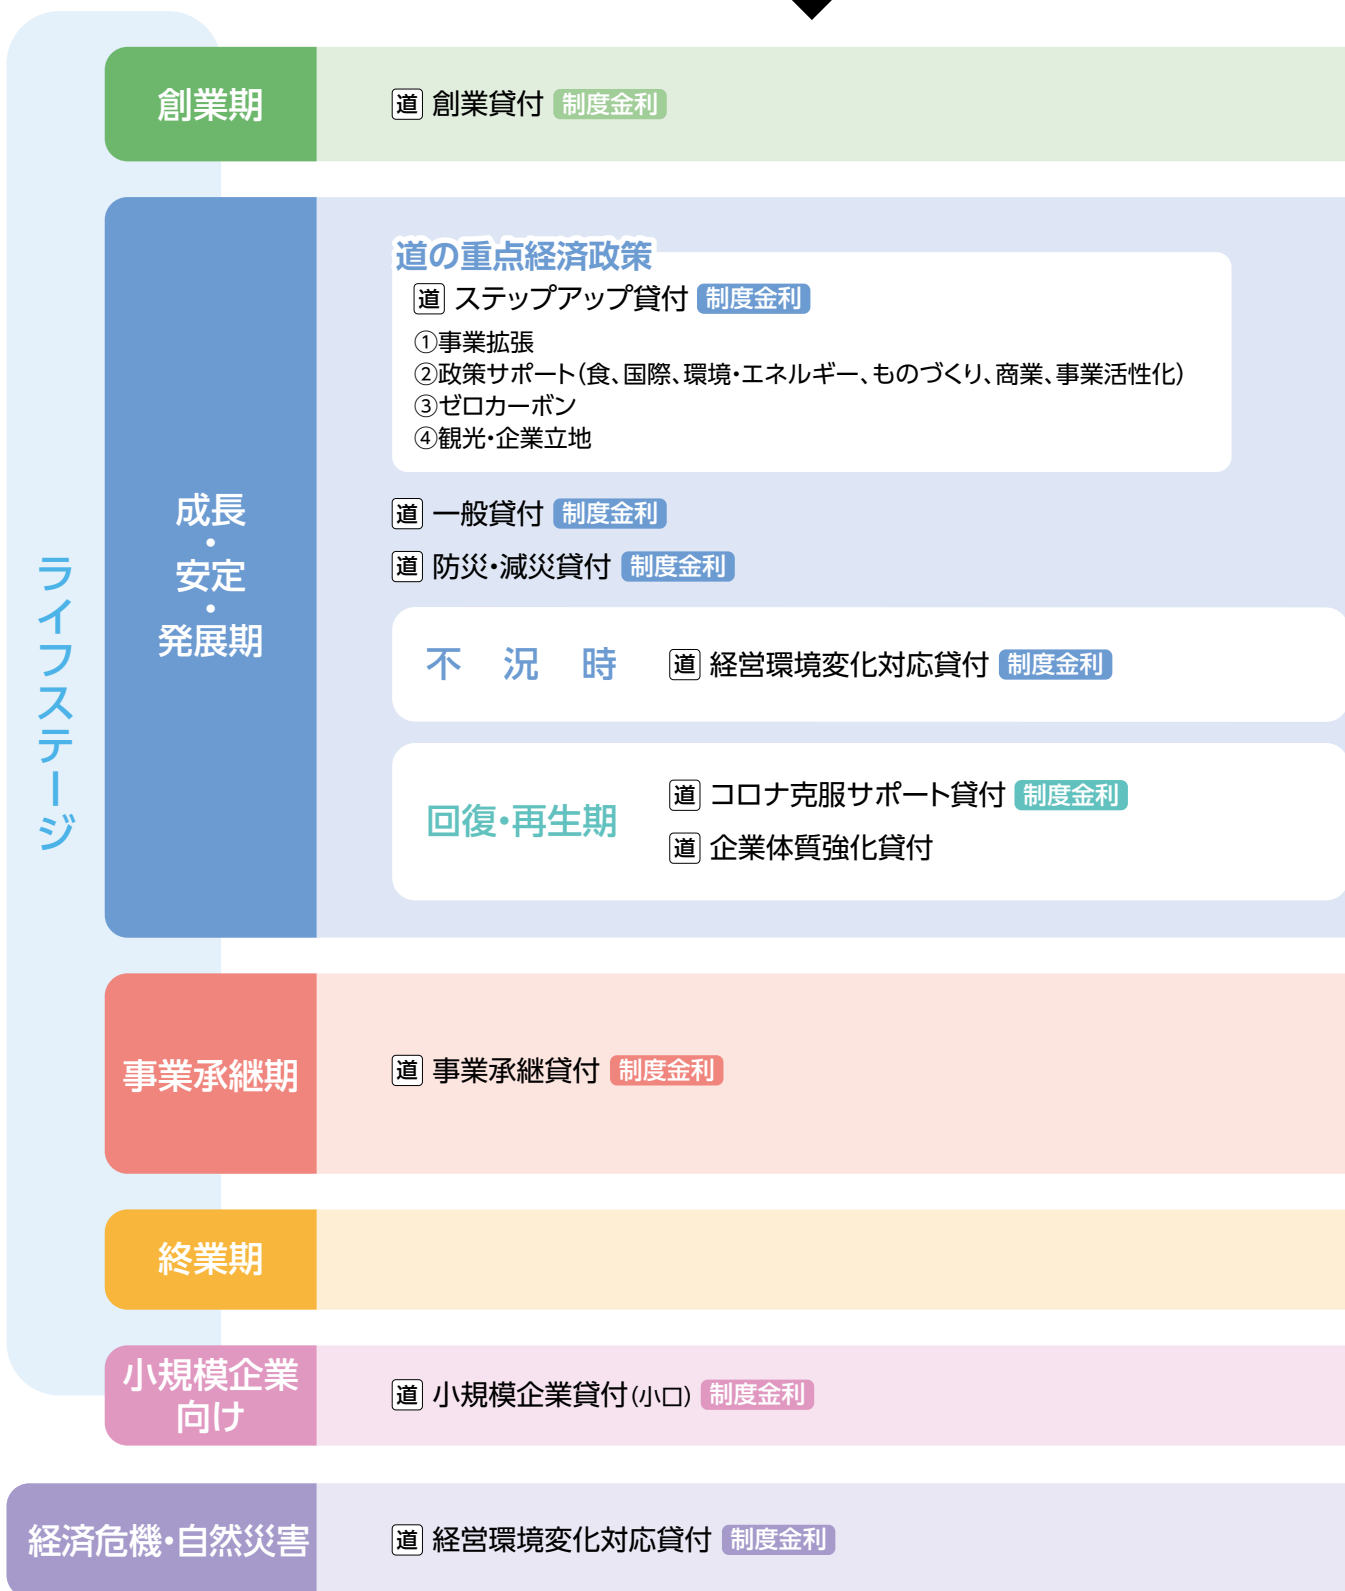 ライフステージ
創業期
道 創業貸付 制度金利
成長
・
安定
・
発展期
道の重点経済政策
道 ステップアップ貸付 制度金利
①事業拡張
②政策サポート(食、国際、環境・エネルギー、ものづくり、商業、事業活性化)
③ゼロカーボン
④観光・企業立地
道 一般貸付 制度金利
道 防災・減災貸付 制度金利
不 況 時
道 経営環境変化対応貸付 制度金利
回復・再生期
道 コロナ克服サポート貸付 制度金利
道 企業体質強化貸付
事業承継期
道 事業承継貸付 制度金利
終業期
小規模企業
向け
道 小規模企業貸付(小口) 制度金利
経済危機・自然災害
道 経営環境変化対応貸付 制度金利